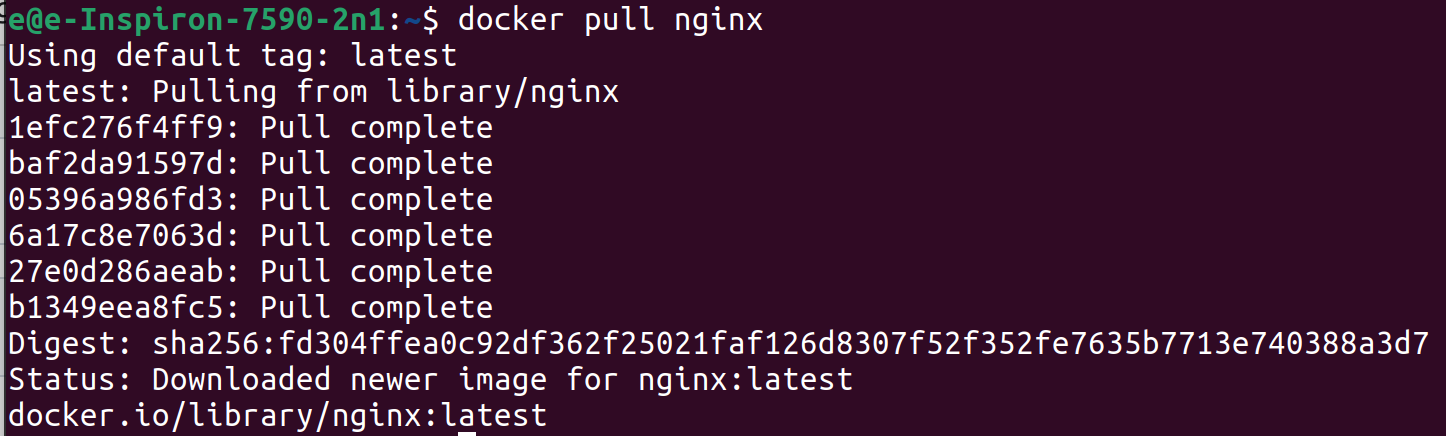 e@e-Inspiron-7590-2n1:~$ docker pull nginx
Using default tag: latest
latest: Pulling from library/nginx
1efc276f4ff9: Pull complete
baf2da91597d: Pull complete
05396a986fd3: Pull complete
6a17c8e7063d: Pull complete
27e0d286aeab: Pull complete
b1349eea8fc5: Pull complete
Digest: sha256:fd304ffea0c92df362f25021faf126d8307f52f352fe7635b7713e740388a3d7
Status: Downloaded newer image for nginx:latest
docker.io/library/nginx:latest